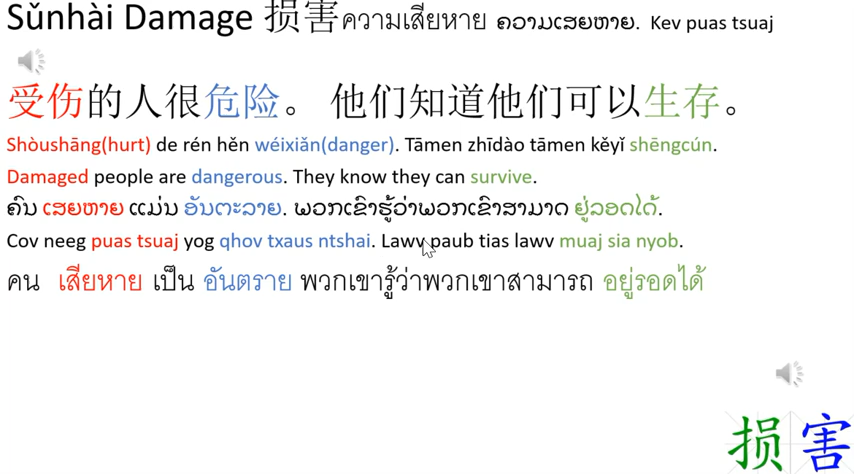 Sǔnhài Damage 损害ความเสียหาย ຄວາມເສຍຫາຍ. Kev puas tsuaj
受伤的人很危险。 他们知道他们可以生存。
Shòushāng(hurt) de rén hěn wéixiǎn(danger). Tāmen zhīdào tāmen kěyǐ shēngcún.
Damaged people are dangerous. They know they can survive.
ຄົນ ເສຍຫາຍ ແມ່ນ ອັນຕະລາຍ. ພວກເຂົາຮູ້ວ່າພວກເຂົາສາມາດ ຢູ່ລອດໄດ້.
Cov neeg puas tsuaj yog qhov txaus ntshai. Lawv paub tias lawv muaj sia nyob.
คน เสียหาย เป็น อันตราย พวกเขารู้ว่าพวกเขาสามารถ อยู่รอดได้
损害